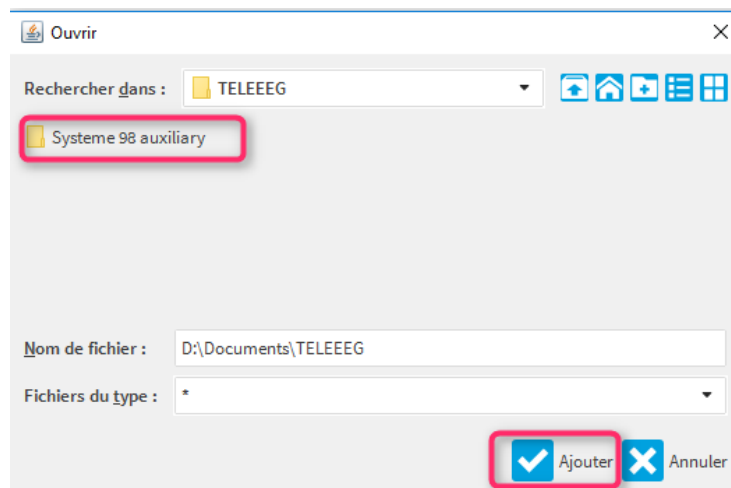 Ouvrir
Rechercher dans : TELEEEG
Systeme 98 auxiliary
Nom de fichier : D:\Documents\TELEEEG
Fichiers du type : *
Ajouter Annuler